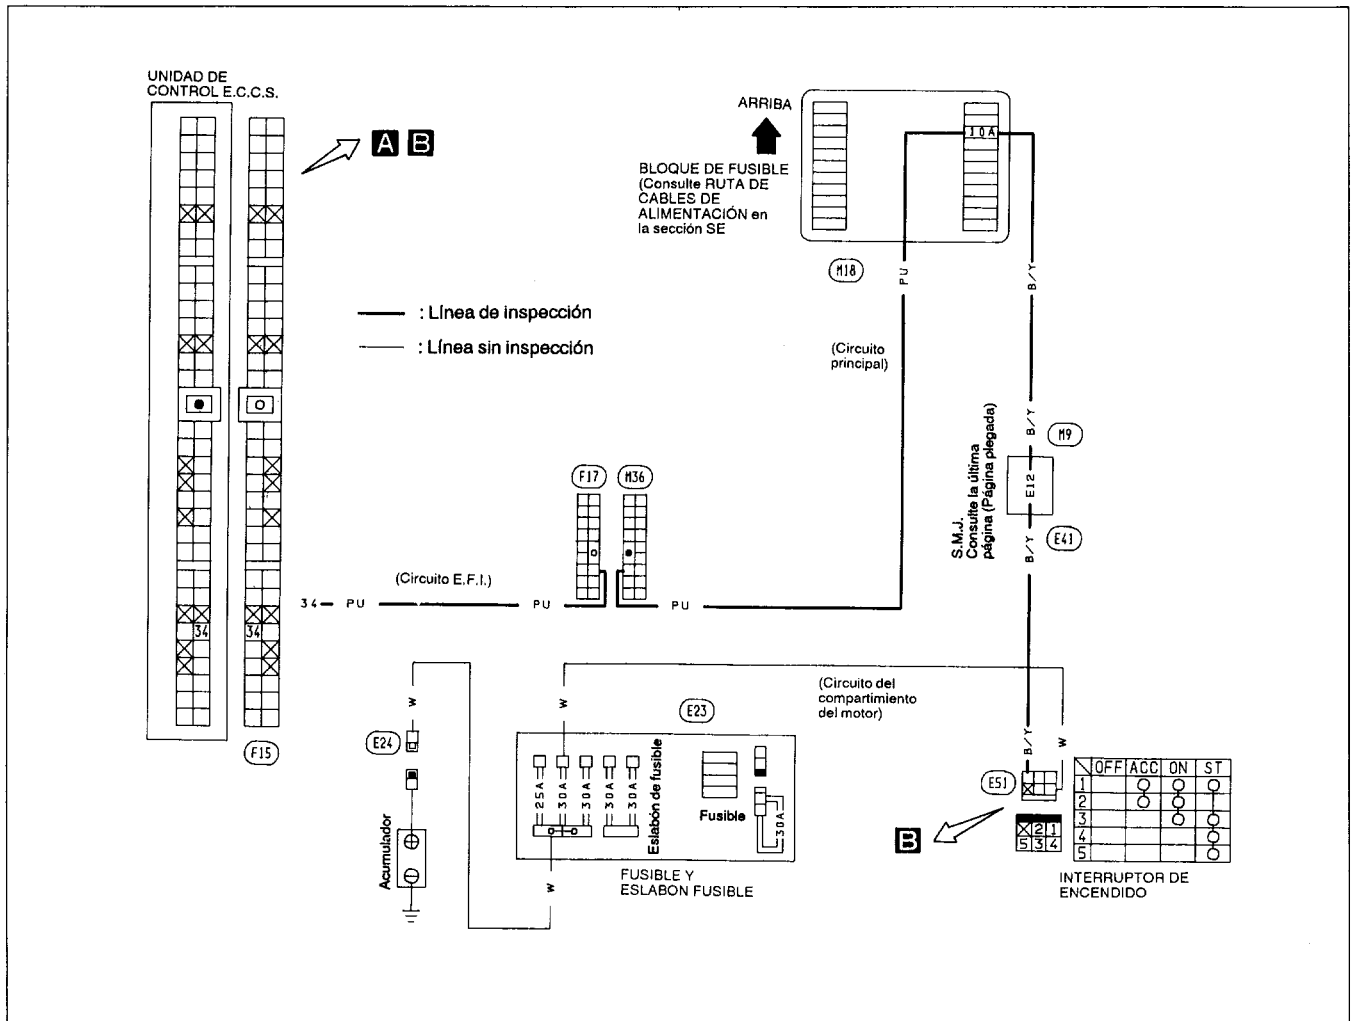 UNIDAD DE
CONTROL E.C.C.S.
A B
ARRIBA
BLOQUE DE FUSIBLE
(Consulte RUTA DE
CABLES DE
ALIMENTACIÓN en
la sección SE
10A
M18
PU
B/Y
: Línea de inspección
: Línea sin inspección
(Circuito
principal)
B/Y
M9
S.M.J.
Consulte la última
página (Página plegada)
E12
E41
B/Y
F17
M36
(Circuito E.F.I.)
34
PU
PU
PU
34
34
F15
W
E24
Acumulador
W
E23
(Circuito del
compartimiento
del motor)
25A
30A
30A
30A
30A
Eslabón de fusible
Fusible
30A
W
FUSIBLE Y
ESLABON FUSIBLE
B/Y
W
E51
B
2 1
5 3 4
OFF ACC ON ST
1
2
3
4
5
INTERRUPTOR DE
ENCENDIDO